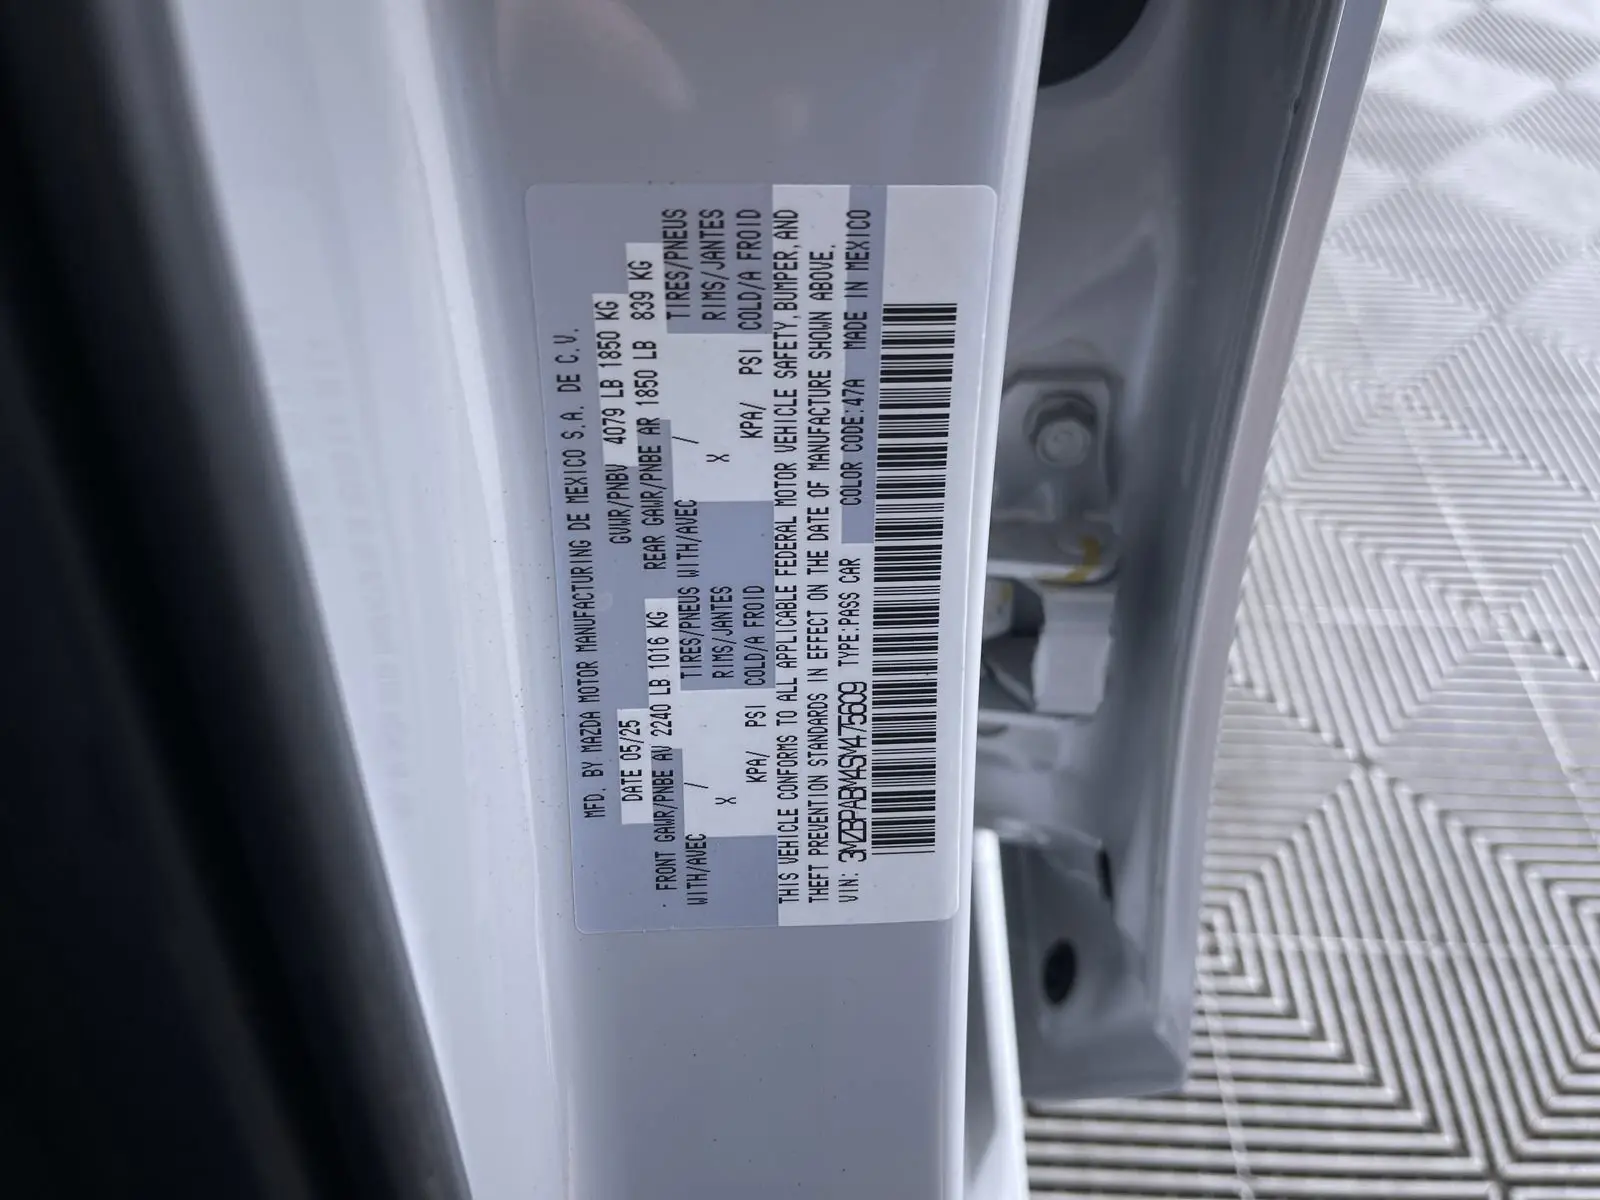 MFD. BY MAZDA MOTOR MANUFACTURING DE MEXICO S.A. DE C.V.
DATE 05/25 GVWR/PNBV 4079 LB 1850 KG
FRONT GAWR/PNBE AV 2240 LB 1016 KG REAR GAWR/PNBE AR 1850 LB 839 KG
WITH/AVEC / TIRES/PNEUS WITH/AVEC / TIRES/PNEUS
X RIMS/JANTES X RIMS/JANTES
KPA/ PSI COLD/A FROID KPA/ PSI COLD/A FROID
THIS VEHICLE CONFORMS TO ALL APPLICABLE FEDERAL MOTOR VEHICLE SAFETY, BUMPER, AND
THEFT PREVENTION STANDARDS IN EFFECT ON THE DATE OF MANUFACTURE SHOWN ABOVE.
VIN: 3MZBPABM4SM475609 TYPE:PASS CAR COLOR CODE:47A MADE IN MEXICO